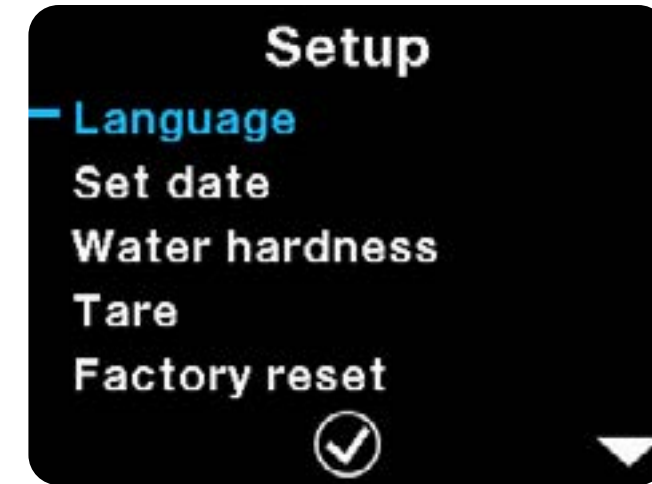 Setup
Language
Set date
Water hardness
Tare
Factory reset